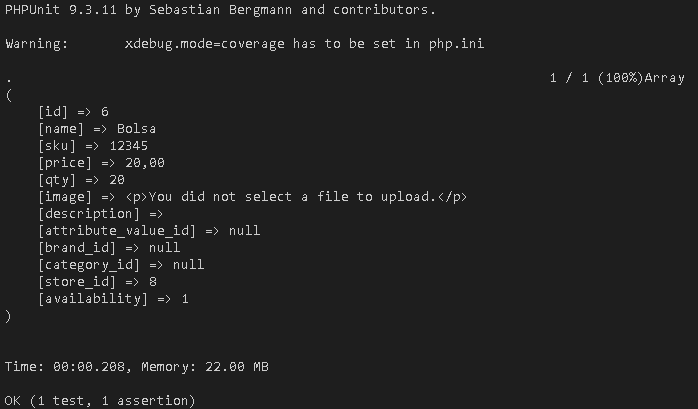 PHPUnit 9.3.11 by Sebastian Bergmann and contributors.
Warning:       xdebug.mode=coverage has to be set in php.ini
.                                                                   1 / 1 (100%)Array
(
    [id] => 6
    [name] => Bolsa
    [sku] => 12345
    [price] => 20,00
    [qty] => 20
    [image] => <p>You did not select a file to upload.</p>
    [description] =>
    [attribute_value_id] => null
    [brand_id] => null
    [category_id] => null
    [store_id] => 8
    [availability] => 1
)
Time: 00:00.208, Memory: 22.00 MB
OK (1 test, 1 assertion)